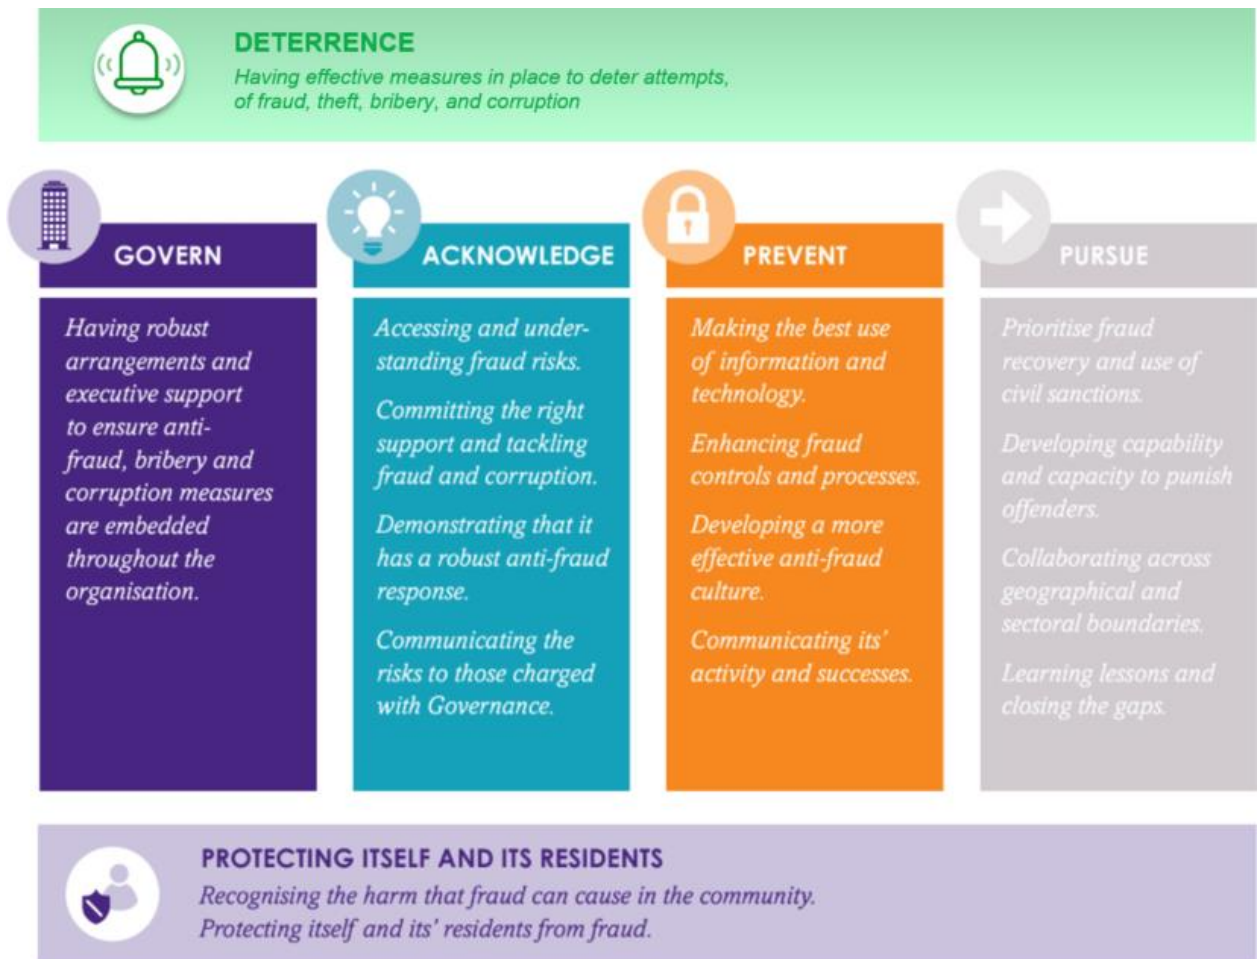 DETERRENCE
Having effective measures in place to deter attempts,
of fraud, theft, bribery, and corruption
GOVERN
Having robust
arrangements and
executive support
to ensure anti-
fraud, bribery and
corruption measures
are embedded
throughout the
organisation.
ACKNOWLEDGE
Accessing and under-
standing fraud risks.
Committing the right
support and tackling
fraud and corruption.
Demonstrating that it
has a robust anti-fraud
response.
Communicating the
risks to those charged
with Governance.
PREVENT
Making the best use
of information and
technology.
Enhancing fraud
controls and processes.
Developing a more
effective anti-fraud
culture.
Communicating its’
activity and successes.
PURSUE
Prioritise fraud
recovery and use of
civil sanctions.
Developing capability
and capacity to punish
offenders.
Collaborating across
geographical and
sectoral boundaries.
Learning lessons and
closing the gaps.
PROTECTING ITSELF AND ITS RESIDENTS
Recognising the harm that fraud can cause in the community.
Protecting itself and its’ residents from fraud.